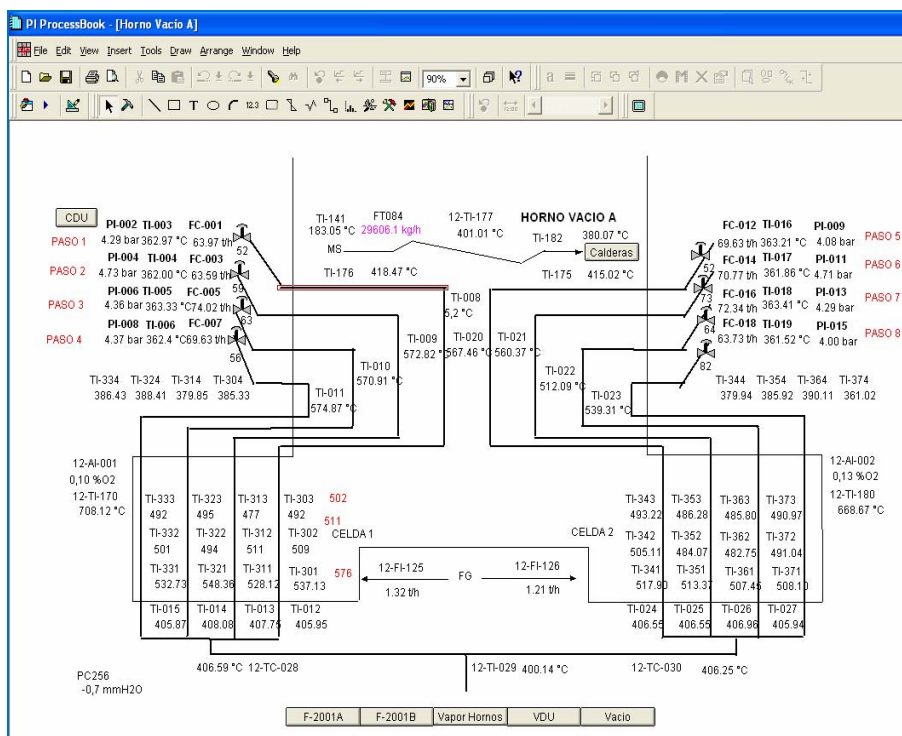 PI ProcessBook - [Horno Vacío A]
File Edit View Insert Tools Draw Arrange Window Help
90%
a
M X
T 12.3
CDU
PI-002 TI-003 FC-001
PASO 1 4.29 bar 362.97 °C 63.97 t/h
52
PI-004 TI-004 FC-003
PASO 2 4.73 bar 362.00 °C 63.59 t/h
59
PI-006 TI-005 FC-005
PASO 3 4.36 bar 363.33 °C 74.02 t/h
63
PI-008 TI-006 FC-007
PASO 4 4.37 bar 362.4 °C 69.63 t/h
56
TI-141 FT084 12-TI-177 HORNO VACIO A
183.05 °C 29606.1 kg/h 401.01 °C TI-182 380.07 °C
MS Calderas
TI-176 418.47 °C TI-175 415.02 °C
FC-012 TI-016 PI-009
69.63 t/h 363.21 °C 4.08 bar PASO 5
52
FC-014 TI-017 PI-011
70.77 t/h 361.86 °C 4.71 bar PASO 6
73
FC-016 TI-018 PI-013
72.34 t/h 363.41 °C 4.29 bar PASO 7
64
FC-018 TI-019 PI-015
63.73 t/h 361.52 °C 4.00 bar PASO 8
82
TI-008
5,2 °C
TI-009 TI-020 TI-021
572.82 °C 567.46 °C 560.37 °C
TI-010 TI-022
570.91 °C 512.09 °C
TI-011 TI-023
574.87 °C 539.31 °C
TI-334 TI-324 TI-314 TI-304
386.43 388.41 379.85 385.33
TI-344 TI-354 TI-364 TI-374
379.94 385.92 390.11 361.02
12-AI-001
0,10 %O2
12-TI-170
708.12 °C
12-AI-002
0,13 %O2
12-TI-180
668.67 °C
TI-333 TI-323 TI-313 TI-303 502
492 495 477 492
511
TI-332 TI-322 TI-312 TI-302 CELDA 1
501 494 511 509
TI-331 TI-321 TI-311 TI-301 576
532.73 548.36 528.12 537.13
TI-015 TI-014 TI-013 TI-012
405.87 408.08 407.75 405.95
12-FI-125 FG 12-FI-126
1.32 t/h 1.21 t/h
TI-343 TI-353 TI-363 TI-373
493.22 486.28 485.80 490.97
CELDA 2 TI-342 TI-352 TI-362 TI-372
505.11 484.07 482.75 491.04
TI-341 TI-351 TI-361 TI-371
517.90 513.37 507.45 508.10
TI-024 TI-025 TI-026 TI-027
406.55 406.55 406.96 405.94
406.59 °C 12-TC-028 12-TI-029 400.14 °C 12-TC-030 406.25 °C
PC256
-0,7 mmH2O
F-2001A F-2001B Vapor Hornos VDU Vacio